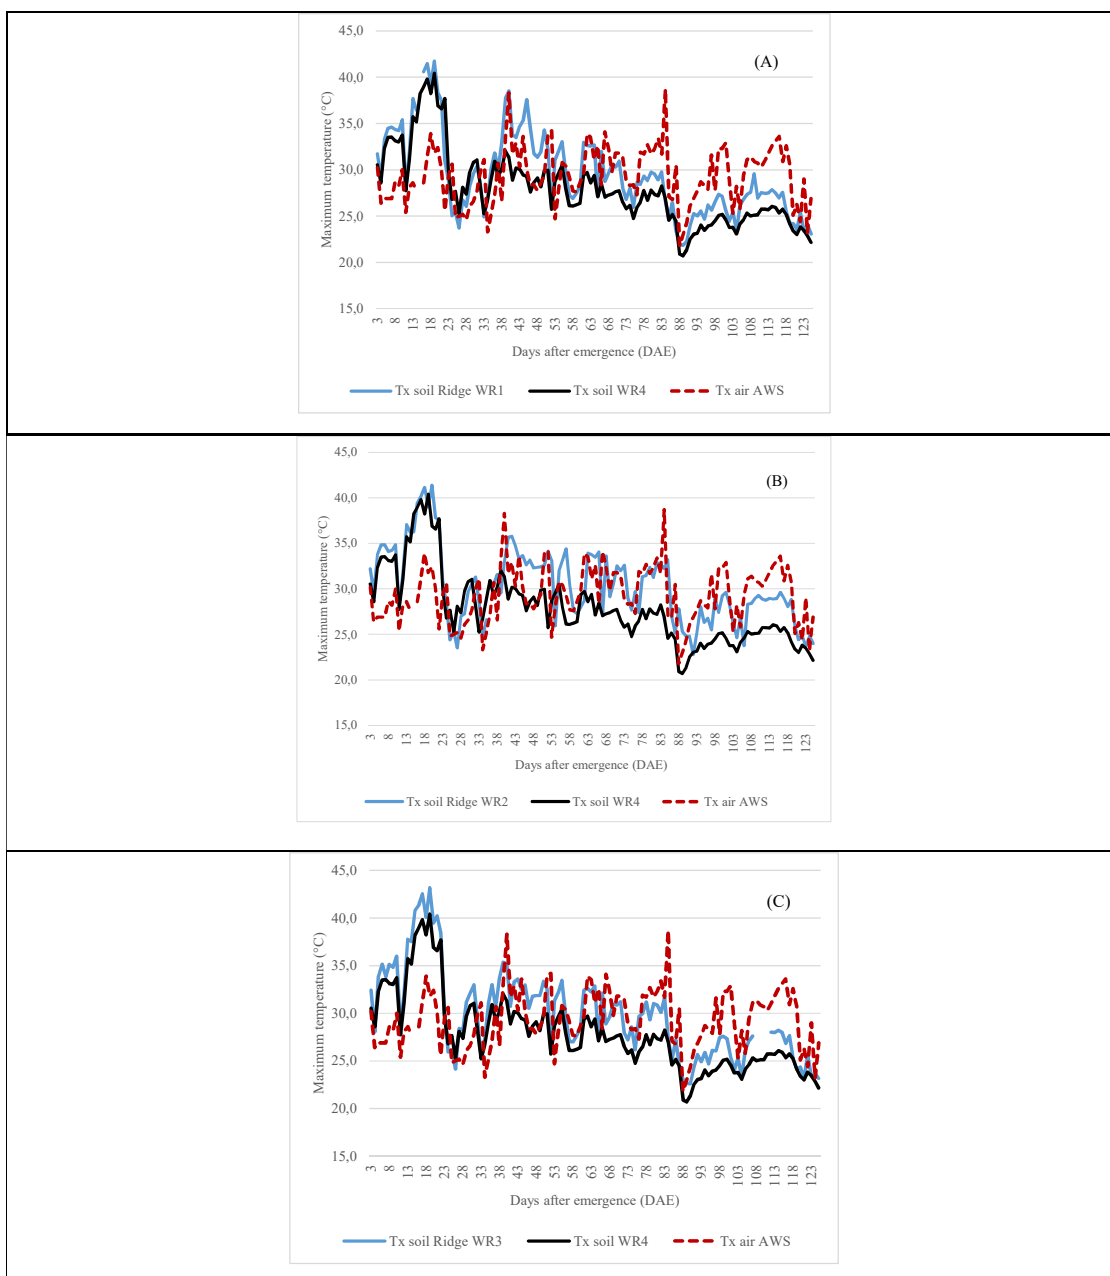 (A)
Maximum temperature (°C)
45,0
40,0
35,0
30,0
25,0
20,0
15,0
3 8 13 18 23 28 33 38 43 48 53 58 63 68 73 78 83 88 93 98 103 108 113 118 123
Days after emergence (DAE)
Tx soil Ridge WR1 Tx soil WR4 Tx air AWS
(B)
Maximum temperature (°C)
45,0
40,0
35,0
30,0
25,0
20,0
15,0
3 8 13 18 23 28 33 38 43 48 53 58 63 68 73 78 83 88 93 98 103 108 113 118 123
Days after emergence (DAE)
Tx soil Ridge WR2 Tx soil WR4 Tx air AWS
(C)
Maximum temperature (°C)
45,0
40,0
35,0
30,0
25,0
20,0
15,0
3 8 13 18 23 28 33 38 43 48 53 58 63 68 73 78 83 88 93 98 103 108 113 118 123
Days after emergence (DAE)
Tx soil Ridge WR3 Tx soil WR4 Tx air AWS